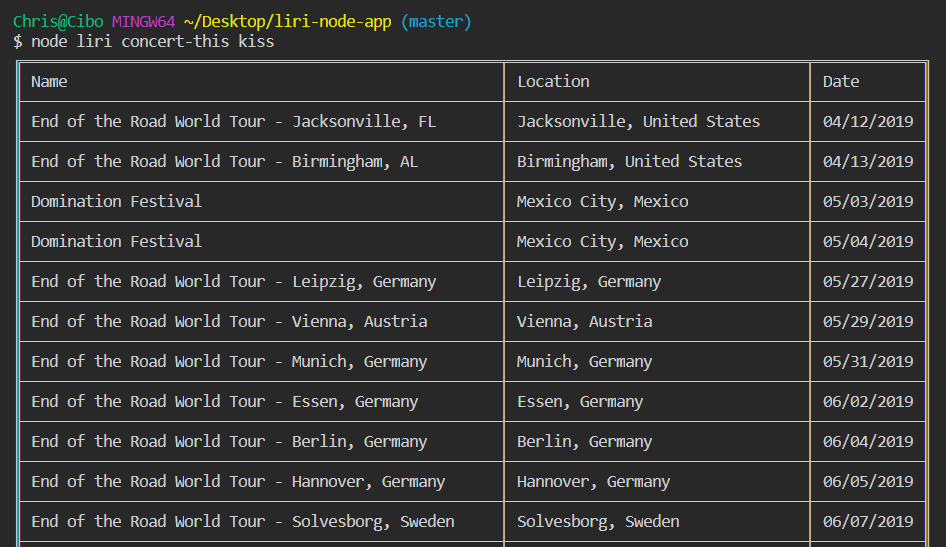 Chris@Cibo MINGW64 ~/Desktop/liri-node-app (master)
$ node liri concert-this kiss
Name Location Date
End of the Road World Tour - Jacksonville, FL Jacksonville, United States 04/12/2019
End of the Road World Tour - Birmingham, AL Birmingham, United States 04/13/2019
Domination Festival Mexico City, Mexico 05/03/2019
Domination Festival Mexico City, Mexico 05/04/2019
End of the Road World Tour - Leipzig, Germany Leipzig, Germany 05/27/2019
End of the Road World Tour - Vienna, Austria Vienna, Austria 05/29/2019
End of the Road World Tour - Munich, Germany Munich, Germany 05/31/2019
End of the Road World Tour - Essen, Germany Essen, Germany 06/02/2019
End of the Road World Tour - Berlin, Germany Berlin, Germany 06/04/2019
End of the Road World Tour - Hannover, Germany Hannover, Germany 06/05/2019
End of the Road World Tour - Solvesborg, Sweden Solvesborg, Sweden 06/07/2019